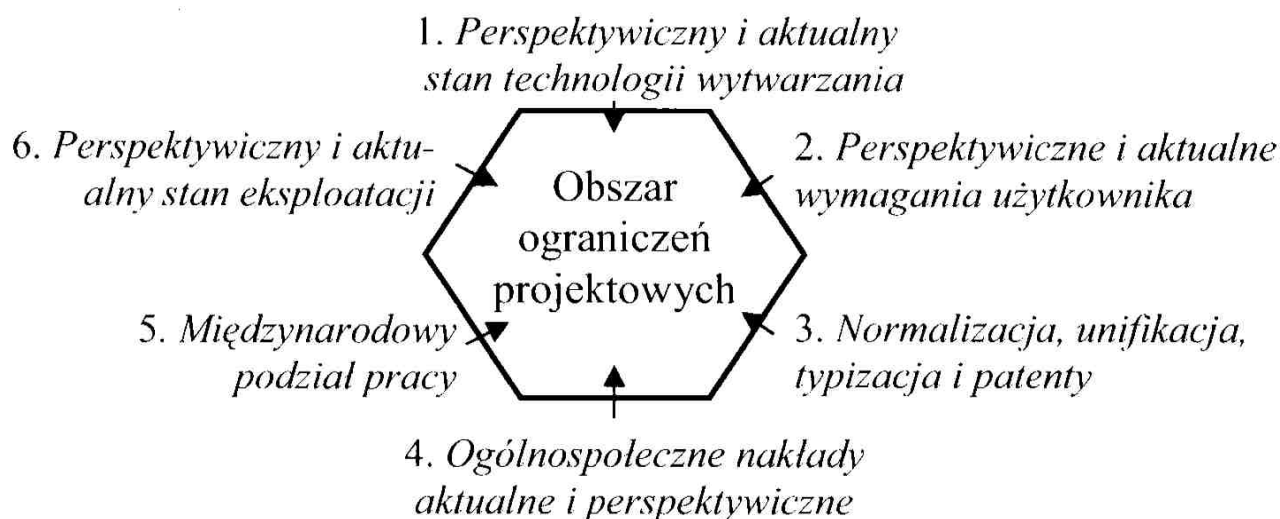 1. Perspektywiczny i aktualny
stan technologii wytwarzania
6. Perspektywiczny i aktu-
alny stan eksploatacji
2. Perspektywiczne i aktualne
wymagania użytkownika
Obszar
ograniczeń
projektowych
5. Międzynarodowy
podział pracy
3. Normalizacja, unifikacja,
typizacja i patenty
4. Ogólnospołeczne nakłady
aktualne i perspektywiczne